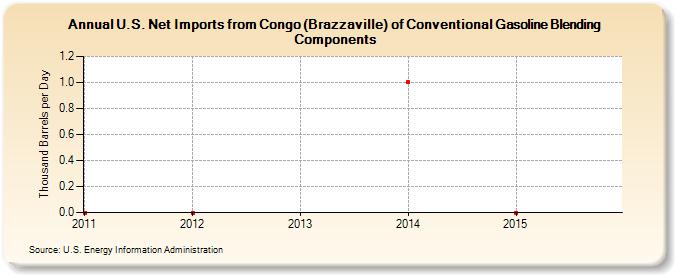 Annual U.S. Net Imports from Congo (Brazzaville) of Conventional Gasoline Blending
Components
Thousand Barrels per Day
1.2
1.0
0.8
0.6
0.4
0.2
0.0
2011 2012 2013 2014 2015
Source: U.S. Energy Information Administration